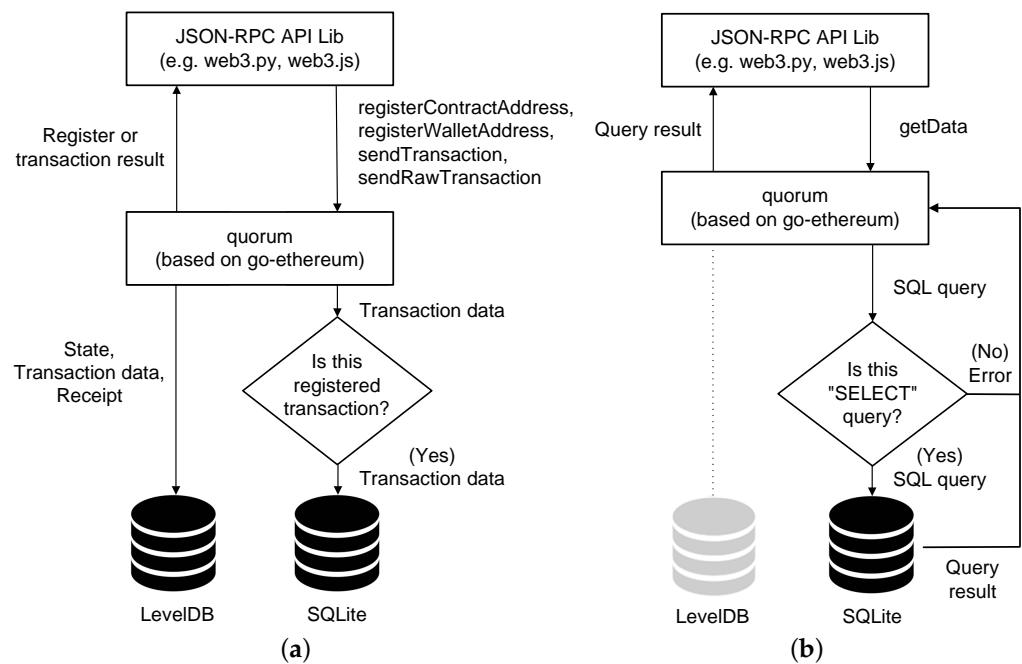 JSON-RPC API Lib
(e.g. web3.py, web3.js)
Register or
transaction result
registerContractAddress,
registerWalletAddress,
sendTransaction,
sendRawTransaction
quorum
(based on go-ethereum)
Transaction data
State,
Transaction data,
Receipt
Is this
registered
transaction?
(Yes)
Transaction data
LevelDB
SQLite
(a)
JSON-RPC API Lib
(e.g. web3.py, web3.js)
Query result
getData
quorum
(based on go-ethereum)
SQL query
Is this
"SELECT"
query?
(No)
Error
(Yes)
SQL query
Query
result
LevelDB
SQLite
(b)